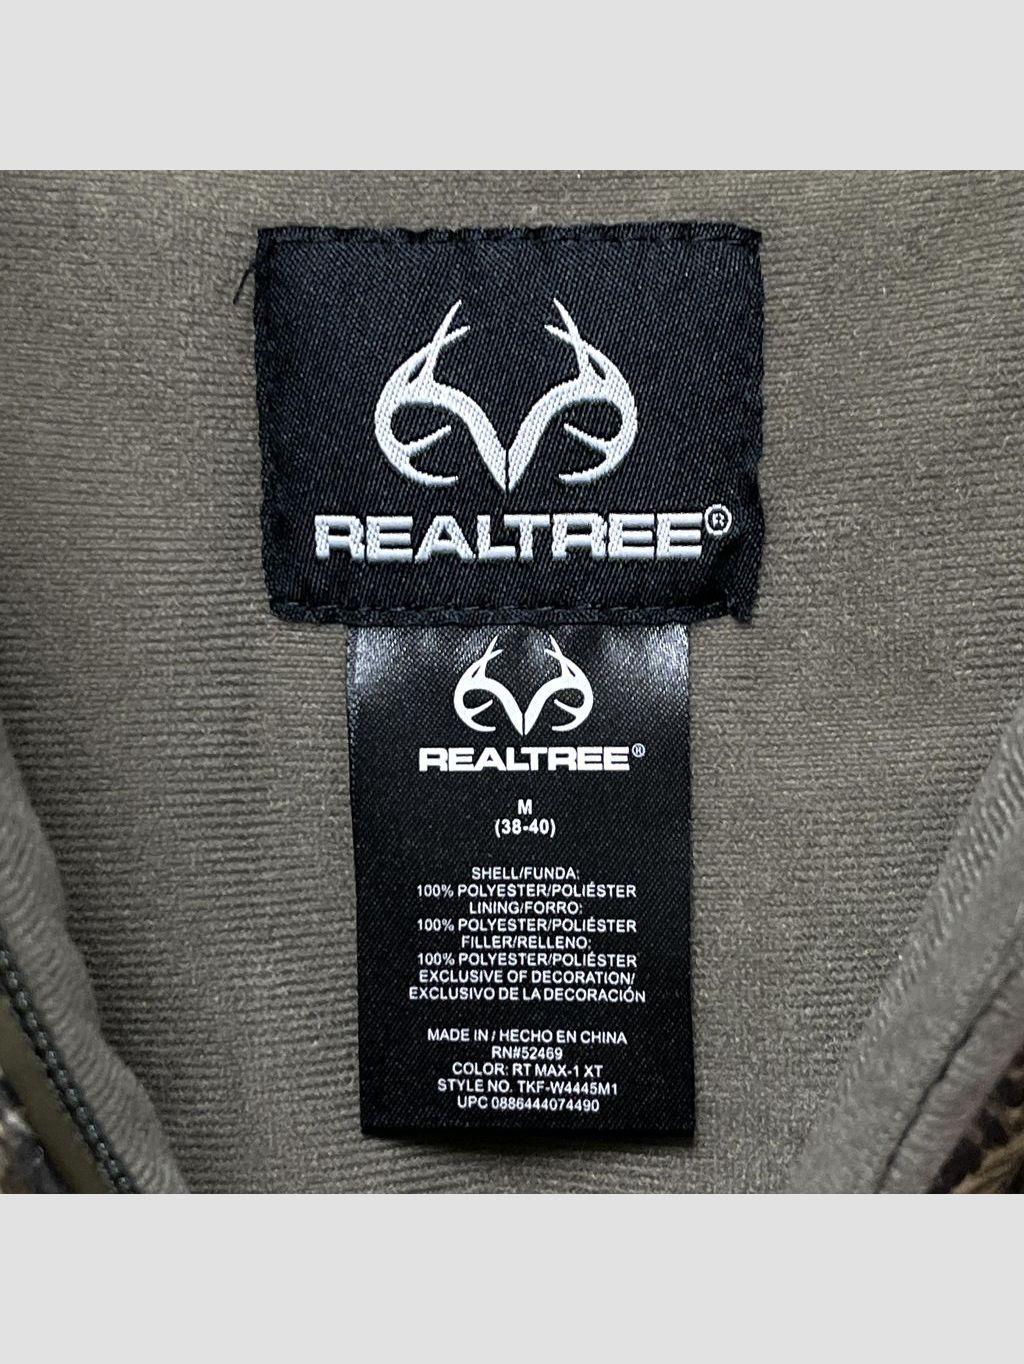 REALTREE®
REALTREE®
M
(38-40)
SHELL/FUNDA:
100% POLYESTER/POLIÉSTER
LINING/FORRO:
100% POLYESTER/POLIÉSTER
FILLER/RELLENO:
100% POLYESTER/POLIÉSTER
EXCLUSIVE OF DECORATION/
EXCLUSIVO DE LA DECORACIÓN
MADE IN / HECHO EN CHINA
RN#52469
COLOR: RT MAX-1 XT
STYLE NO. TKF-W4445M1
UPC 0886444074490